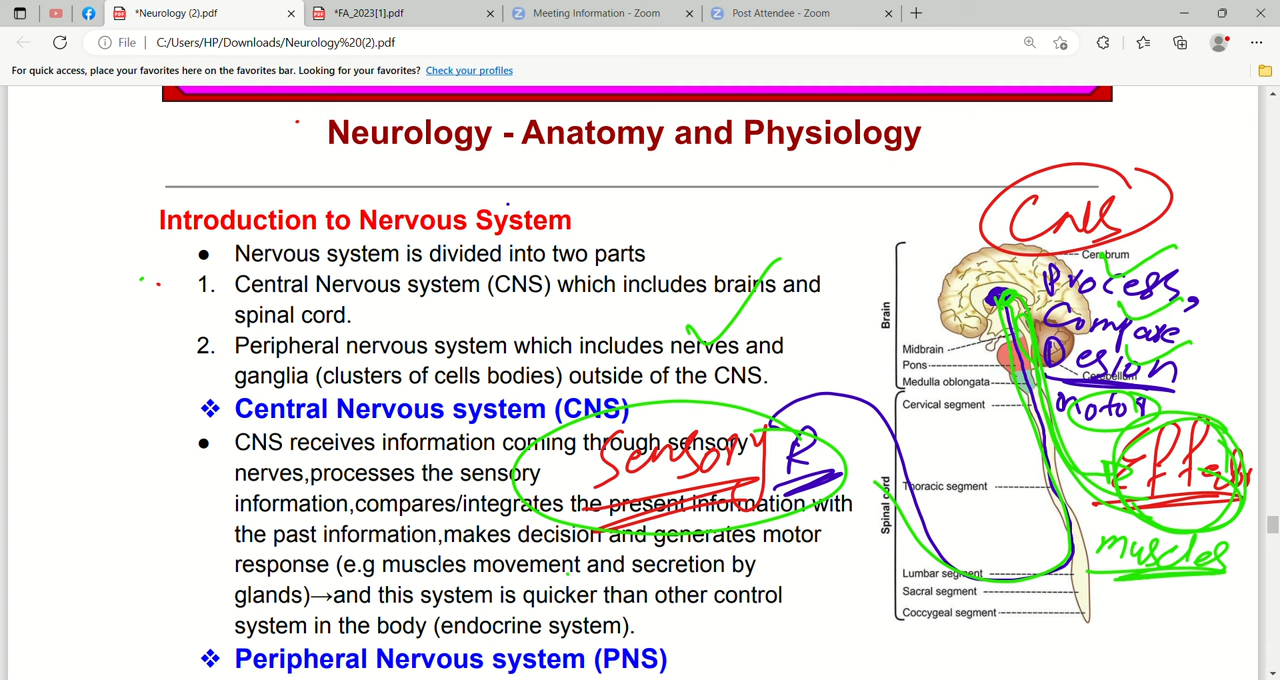 *Neurology (2).pdf
*FA_2023[1].pdf
Meeting Information - Zoom
Post Attendee - Zoom
File
C:/Users/HP/Downloads/Neurology%20(2).pdf
For quick access, place your favorites here on the favorites bar. Looking for your favorites? Check your profiles
Neurology - Anatomy and Physiology
Introduction to Nervous System
● Nervous system is divided into two parts
1. Central Nervous system (CNS) which includes brains and
spinal cord.
2. Peripheral nervous system which includes nerves and
ganglia (clusters of cells bodies) outside of the CNS.
❖ Central Nervous system (CNS)
● CNS receives information coming through sensory
nerves,processes the sensory
information,compares/integrates the present information with
the past information,makes decision and generates motor
response (e.g muscles movement and secretion by
glands)→and this system is quicker than other control
system in the body (endocrine system).
❖ Peripheral Nervous system (PNS)
Sensory R
CNS
Cerebrum
Process,
Compare
Desion
motor
muscles
Brain
Midbrain
Pons
Medulla oblongata
Cerebellum
Spinal cord
Cervical segment
Thoracic segment
Lumbar segment
Sacral segment
Coccygeal segment